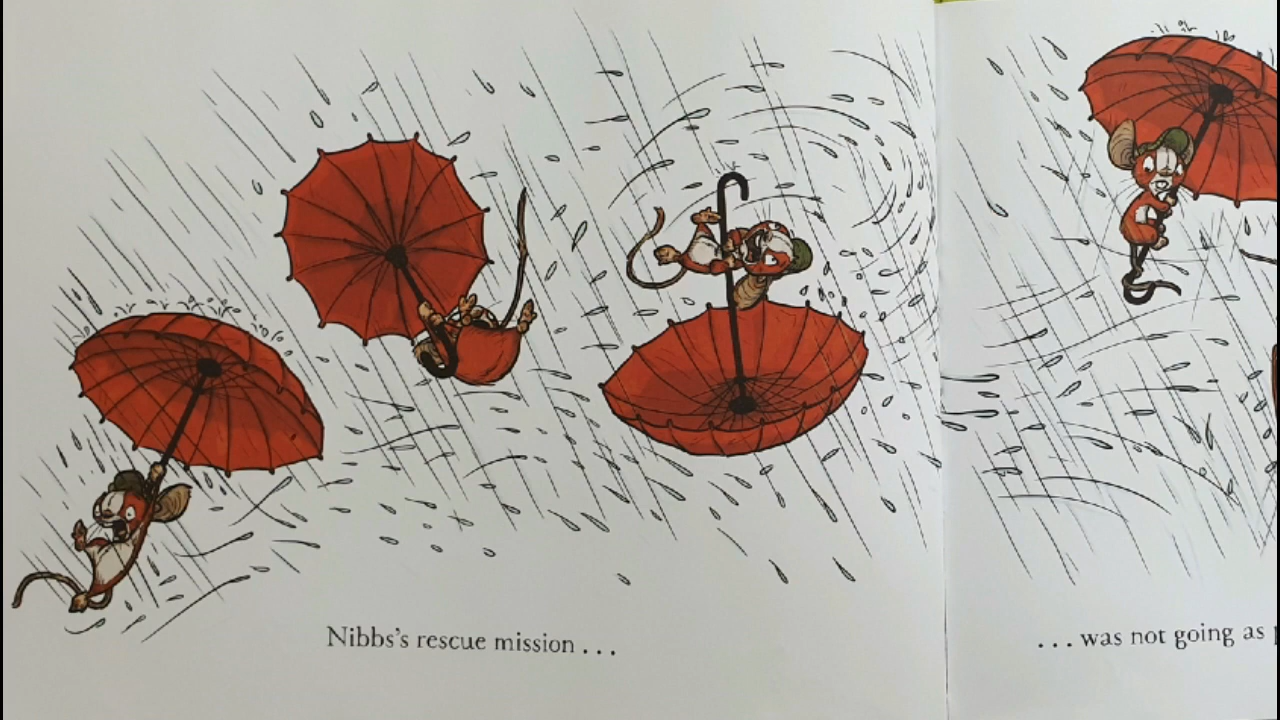 Nibbs's rescue mission . . .
. . . was not going as